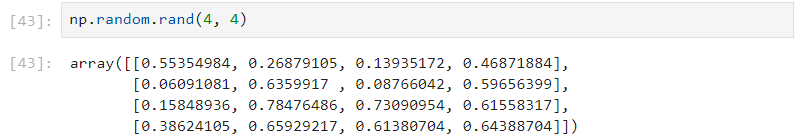 [43]: np.random.rand(4, 4)
[43]: array([[0.55354984, 0.26879105, 0.13935172, 0.46871884],
[0.06091081, 0.6359917 , 0.08766042, 0.59656399],
[0.15848936, 0.78476486, 0.73090954, 0.61558317],
[0.38624105, 0.65929217, 0.61380704, 0.64388704]])